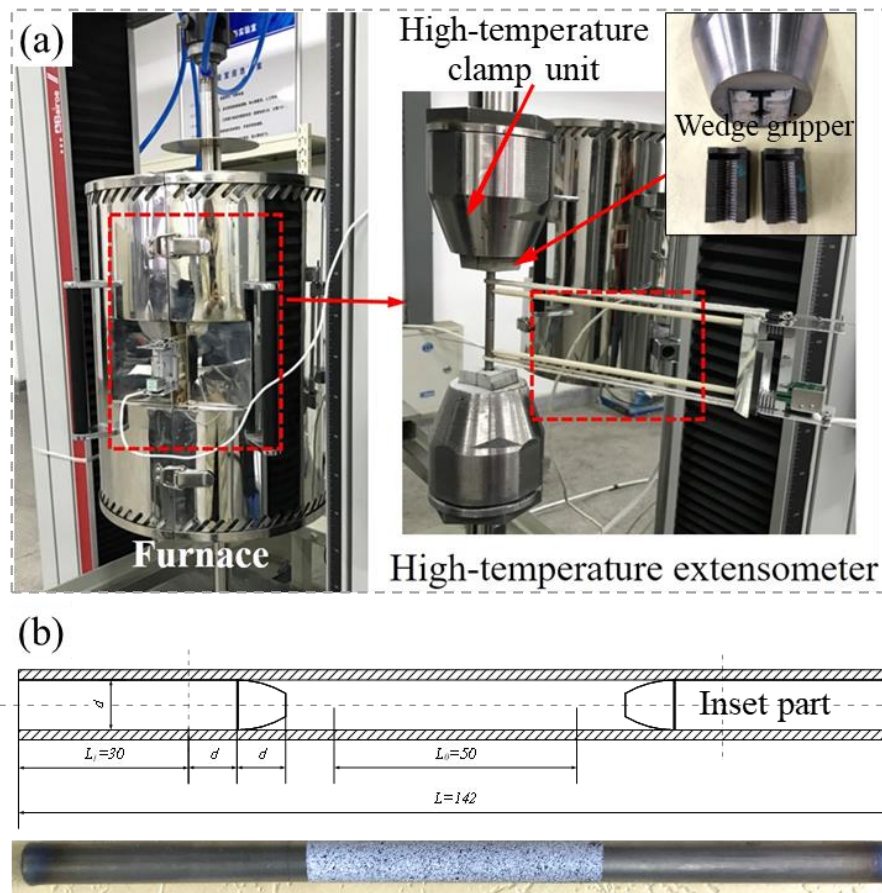 (a)
High-temperature
clamp unit
Wedge gripper
Furnace
High-temperature extensometer
(b)
d
Inset part
L₁=30
d
d
L₀=50
L=142